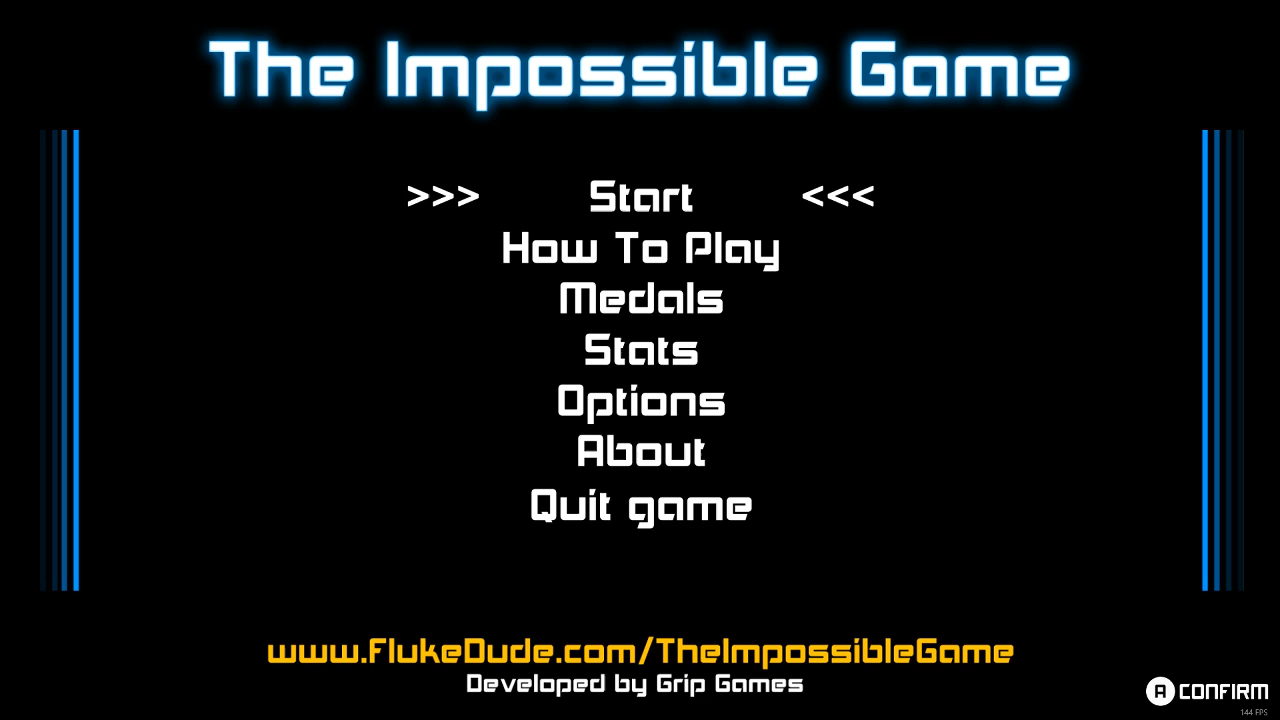 The Impossible Game
>>> Start <<<
How To Play
Medals
Stats
Options
About
Quit game
www.FlukeDude.com/TheImpossibleGame
Developed by Grip Games
A CONFIRM
144 FPS